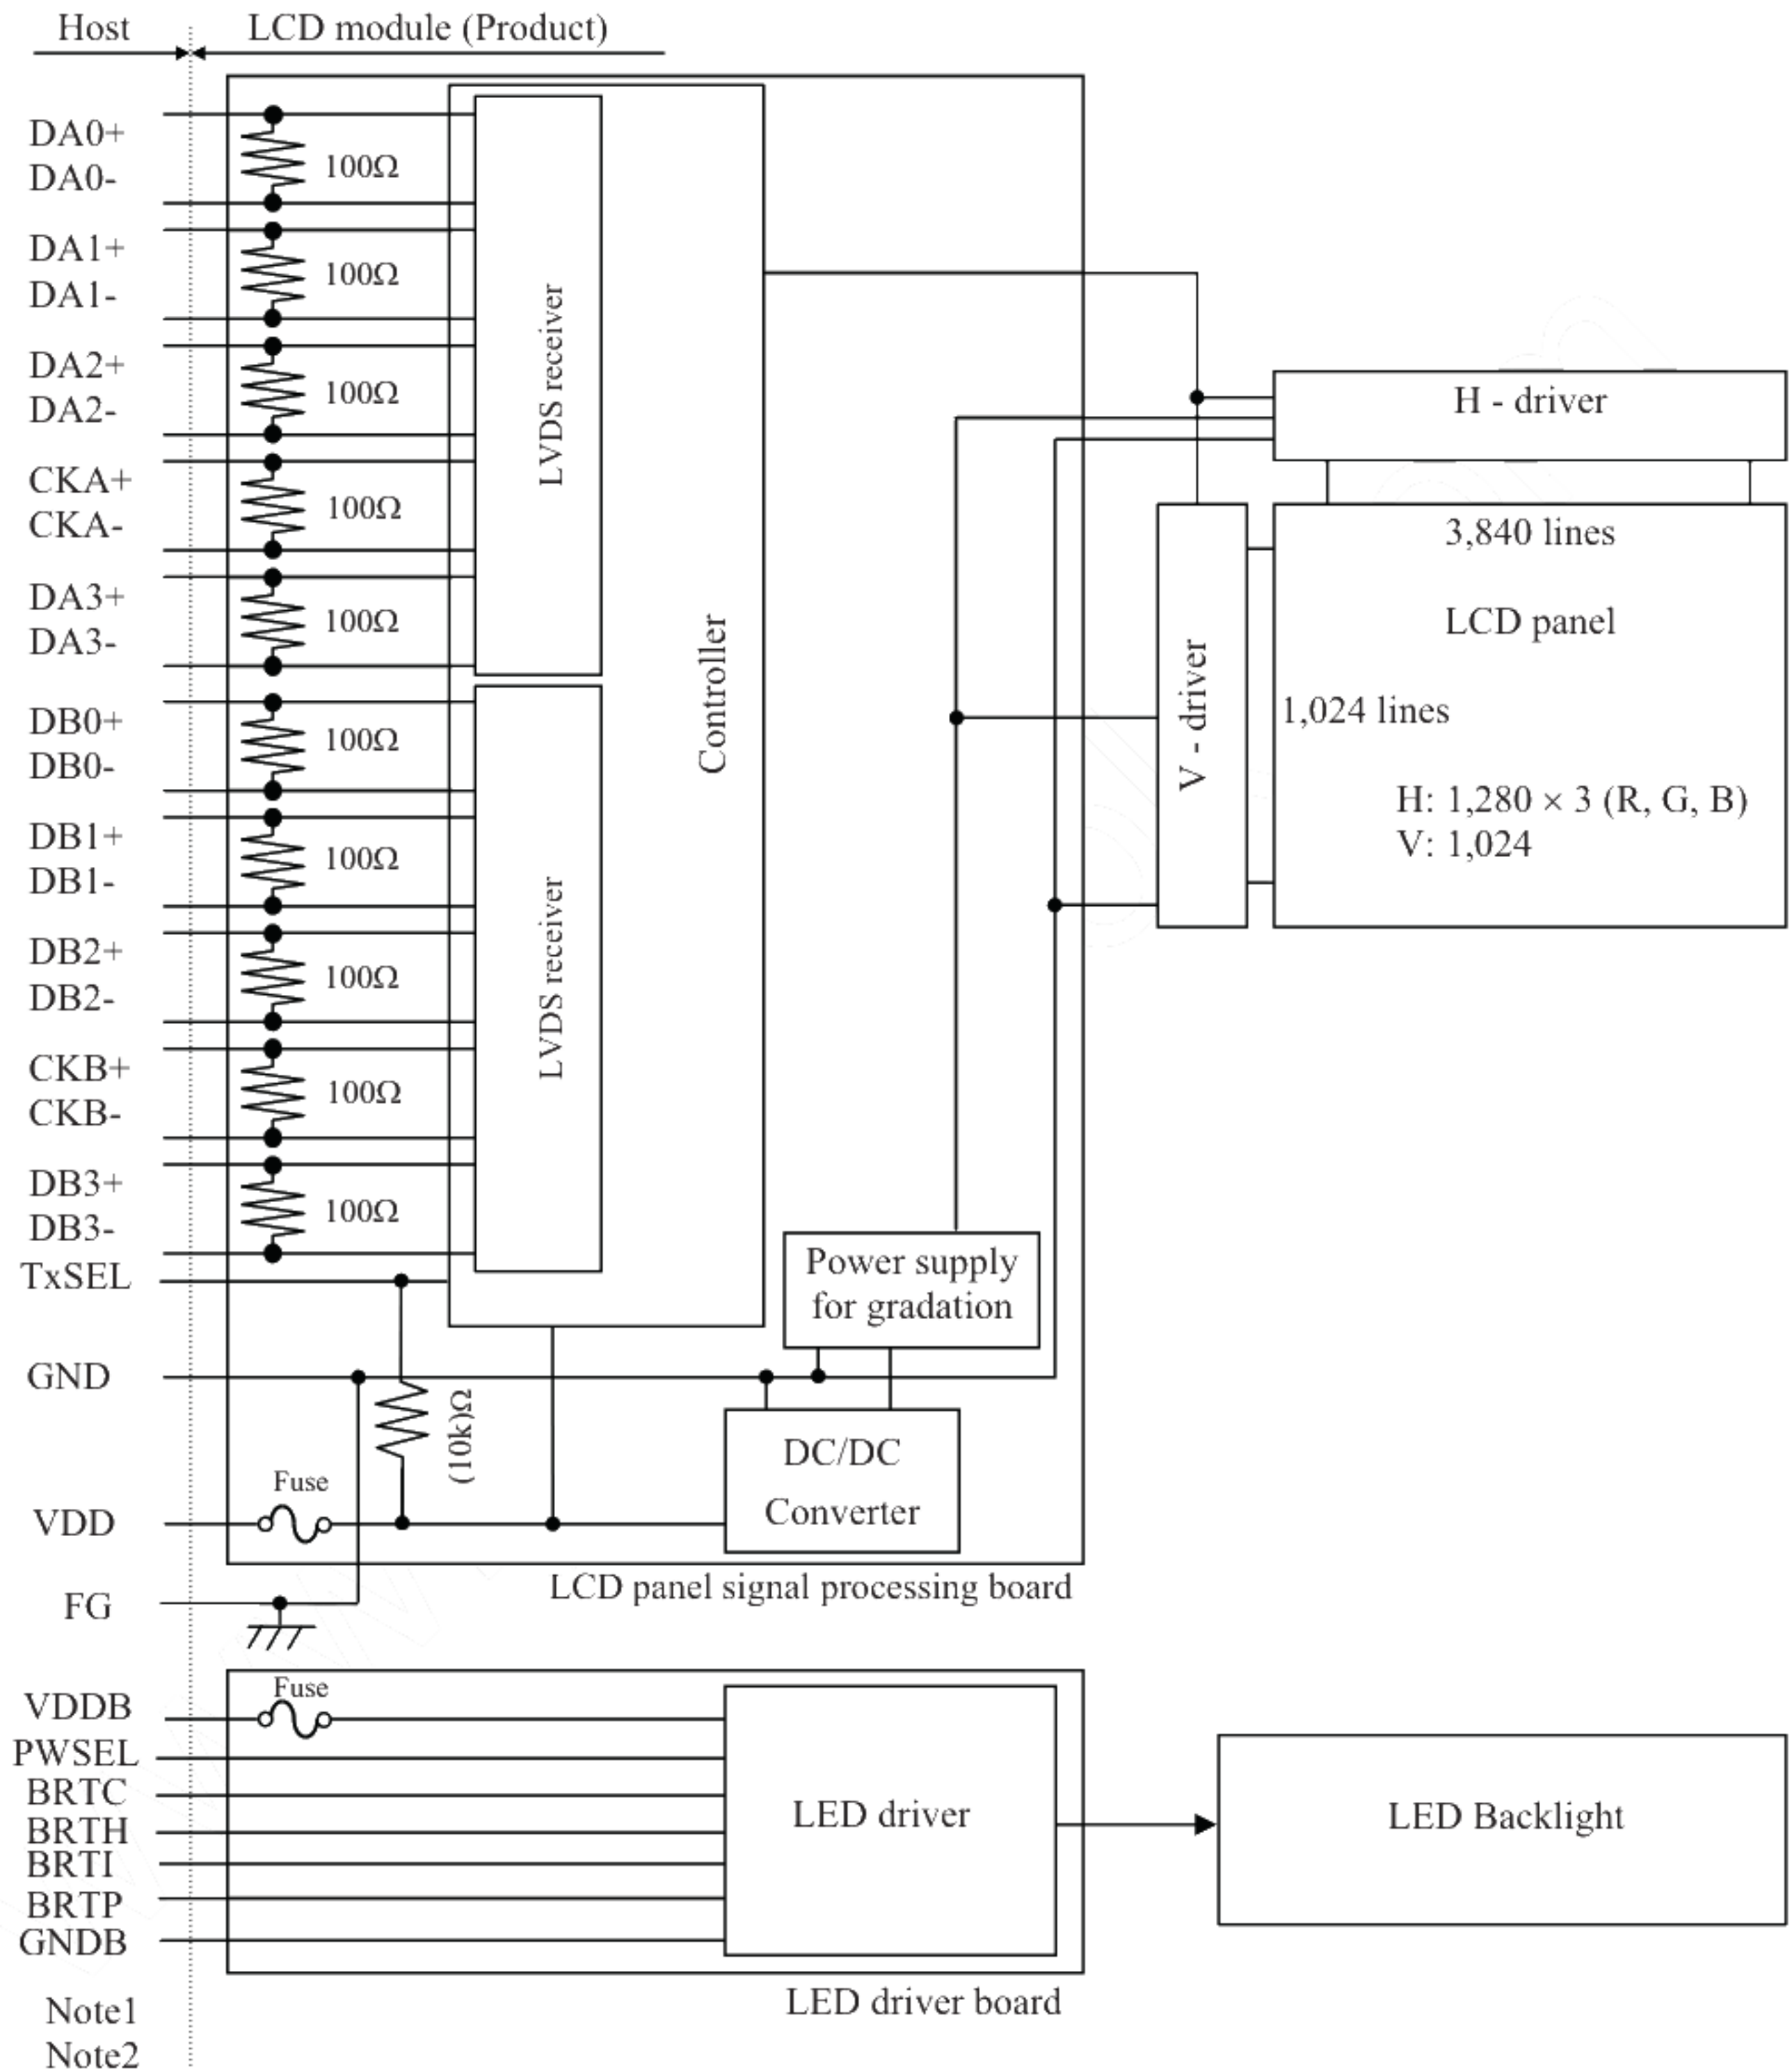 Host
LCD module (Product)
DA0+
DA0-
100Ω
DA1+
DA1-
100Ω
DA2+
DA2-
100Ω
CKA+
CKA-
100Ω
DA3+
DA3-
100Ω
LVDS receiver
DB0+
DB0-
100Ω
DB1+
DB1-
100Ω
DB2+
DB2-
100Ω
CKB+
CKB-
100Ω
DB3+
DB3-
100Ω
LVDS receiver
Controller
TxSEL
GND
(10k)Ω
VDD
Fuse
FG
Power supply
for gradation
DC/DC
Converter
LCD panel signal processing board
H - driver
V - driver
3,840 lines
LCD panel
1,024 lines
H: 1,280 × 3 (R, G, B)
V: 1,024
VDDB
Fuse
PWSEL
BRTC
BRTH
BRTI
BRTP
GNDB
LED driver
LED Backlight
LED driver board
Note1
Note2